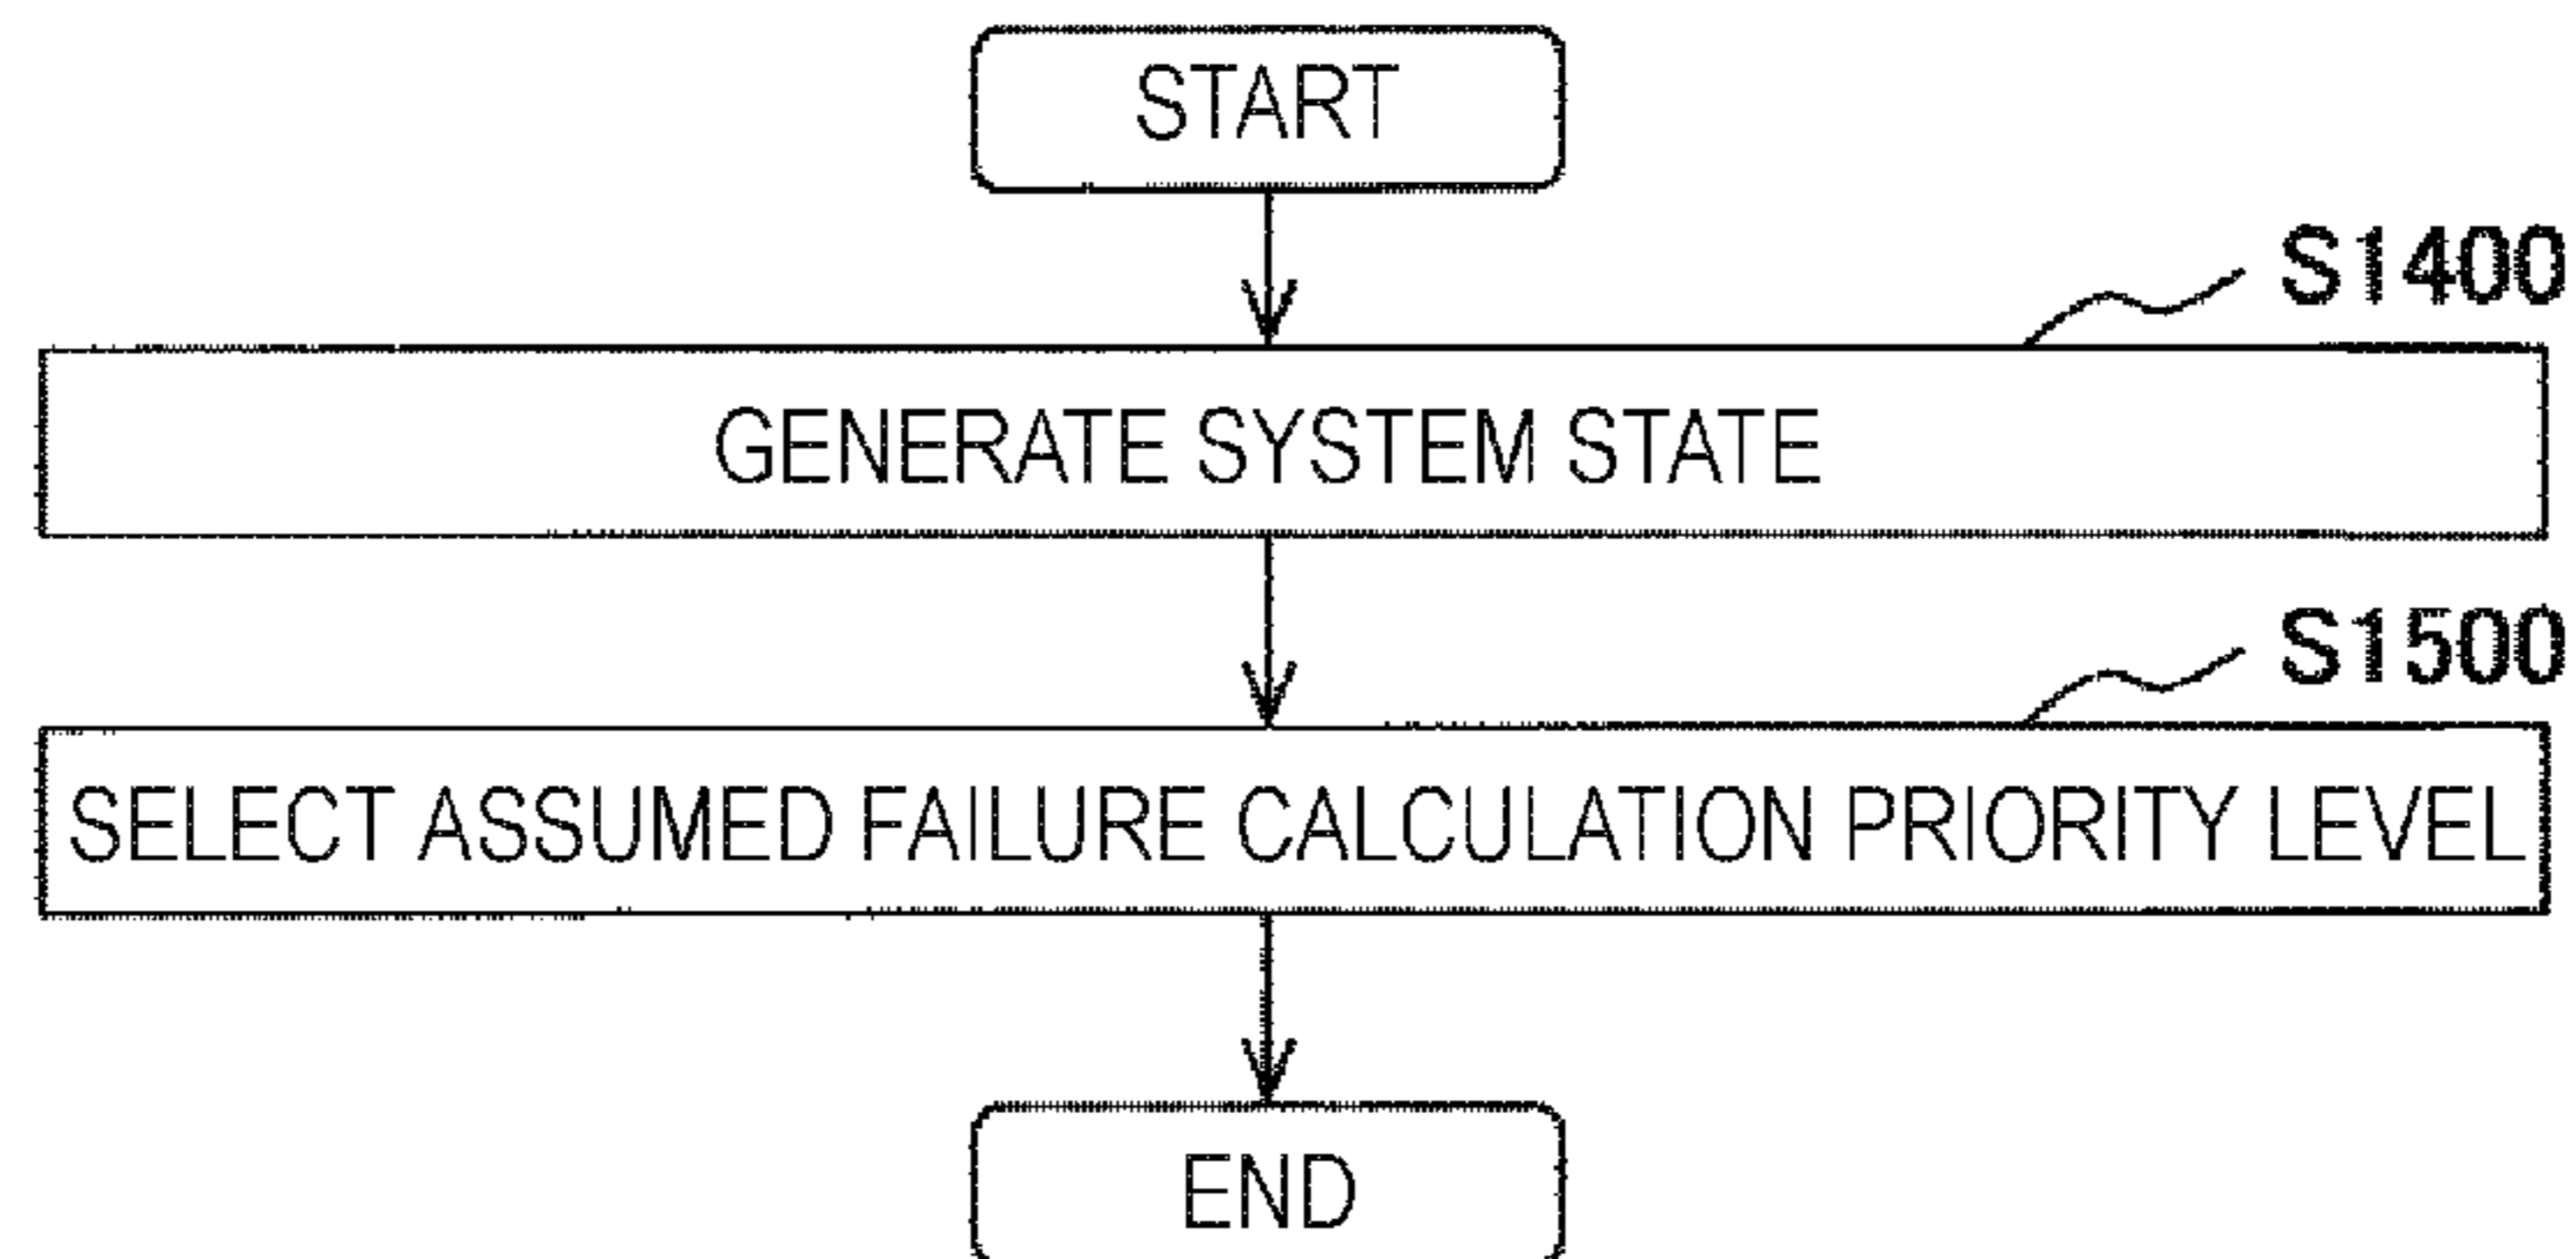 START
S1400
GENERATE SYSTEM STATE
S1500
SELECT ASSUMED FAILURE CALCULATION PRIORITY LEVEL
END